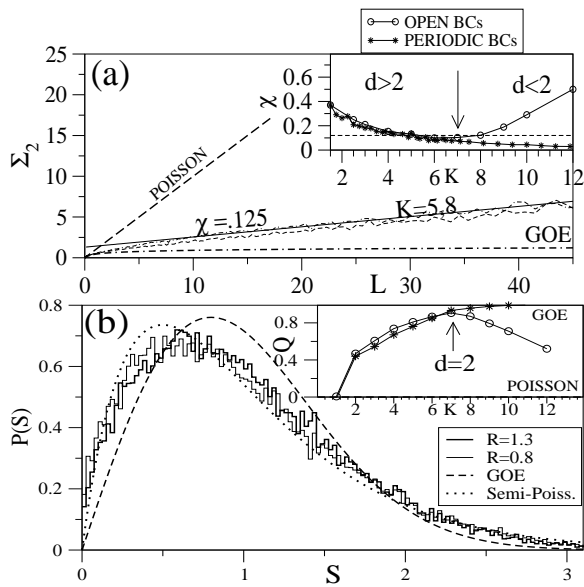 OPEN BCs
PERIODIC BCs
(a)
Σ₂
25
20
15
10
5
0
POISSON
χ=.125
K=5.8
GOE
0
10
20
30
40
L
χ
0.6
0.4
0.2
0
d>2
d<2
2
4
6
K
8
10
12
(b)
P(S)
0.8
0.6
0.4
0.2
0
0
1
2
3
S
Q
0.8
0.4
0
GOE
d=2
POISSON
2
4
6
K
8
10
12
14
R=1.3
R=0.8
GOE
Semi-Poiss.